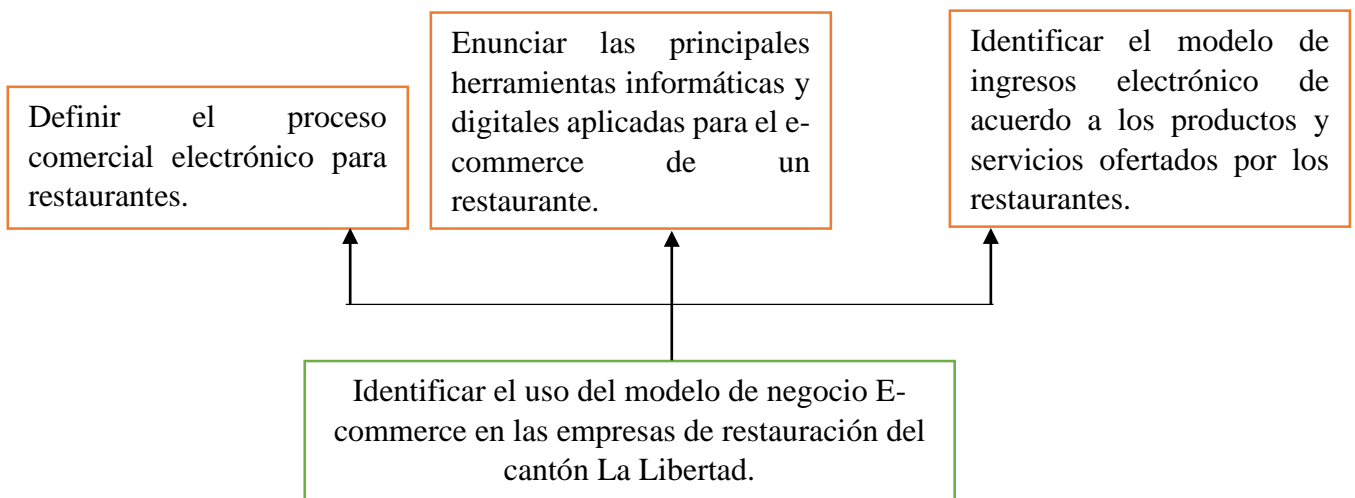 Definir el proceso
comercial electrónico para
restaurantes.
Enunciar las principales
herramientas informáticas y
digitales aplicadas para el e-
commerce de un
restaurante.
Identificar el modelo de
ingresos electrónico de
acuerdo a los productos y
servicios ofertados por los
restaurantes.
Identificar el uso del modelo de negocio E-
commerce en las empresas de restauración del
cantón La Libertad.